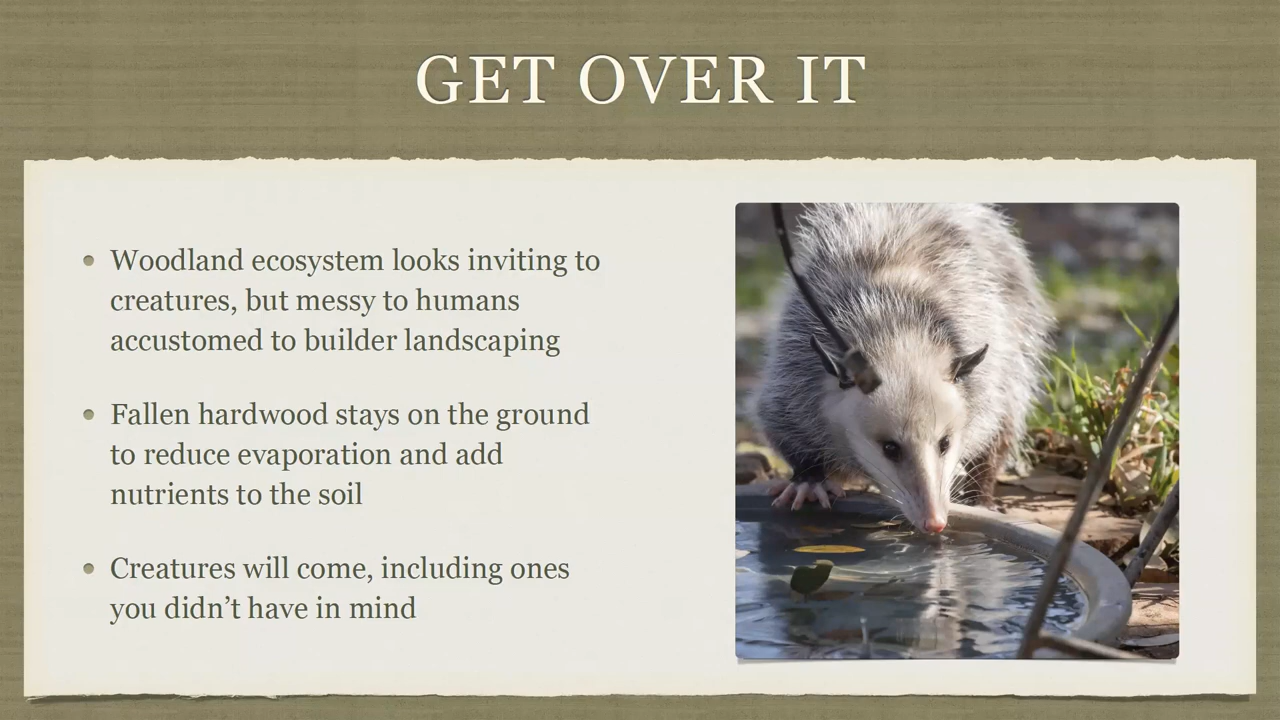 GET OVER IT
Woodland ecosystem looks inviting to
creatures, but messy to humans
accustomed to builder landscaping
Fallen hardwood stays on the ground
to reduce evaporation and add
nutrients to the soil
Creatures will come, including ones
you didn’t have in mind